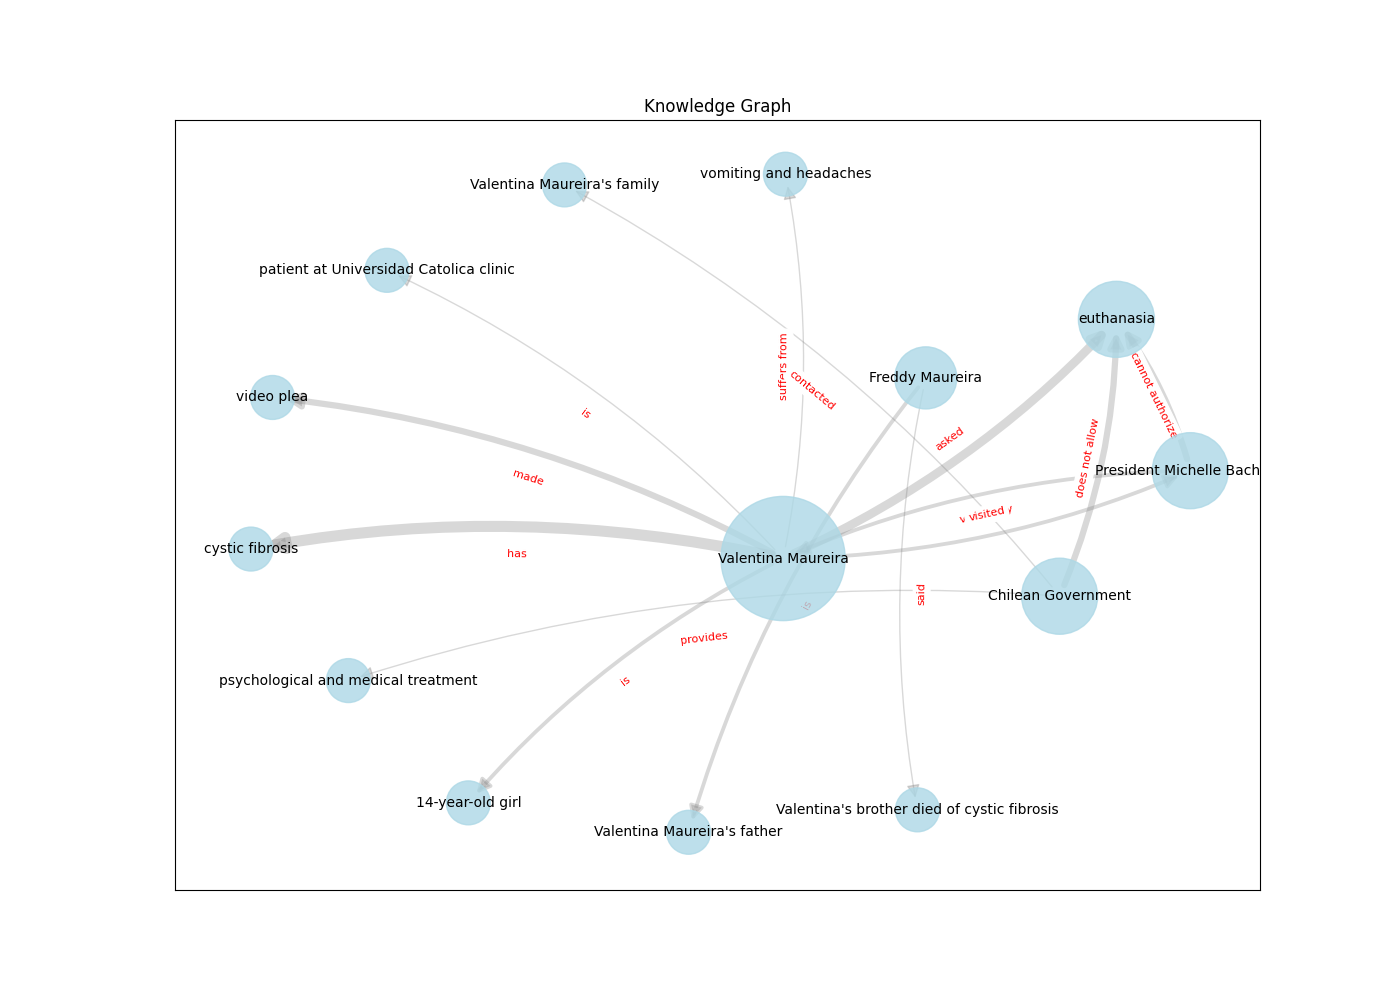 Knowledge Graph
vomiting and headaches
Valentina Maureira's family
patient at Universidad Catolica clinic
euthanasia
suffers from
cannot authorize
Freddy Maureira
contacted
video plea
is
asked
does not allow
President Michelle Bach
made
visited
cystic fibrosis
has
Valentina Maureira
said
Chilean Government
is
provides
psychological and medical treatment
is
14-year-old girl
Valentina's brother died of cystic fibrosis
Valentina Maureira's father